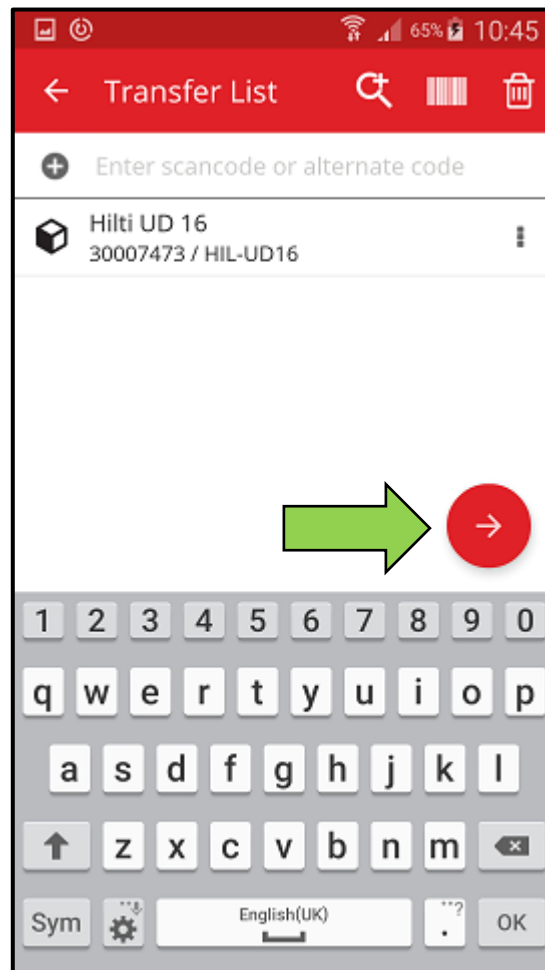 65% 10:45
Transfer List
Enter scancode or alternate code
Hilti UD 16
30007473 / HIL-UD16
1 2 3 4 5 6 7 8 9 0
q w e r t y u i o p
a s d f g h j k l
z x c v b n m
Sym English(UK) . OK